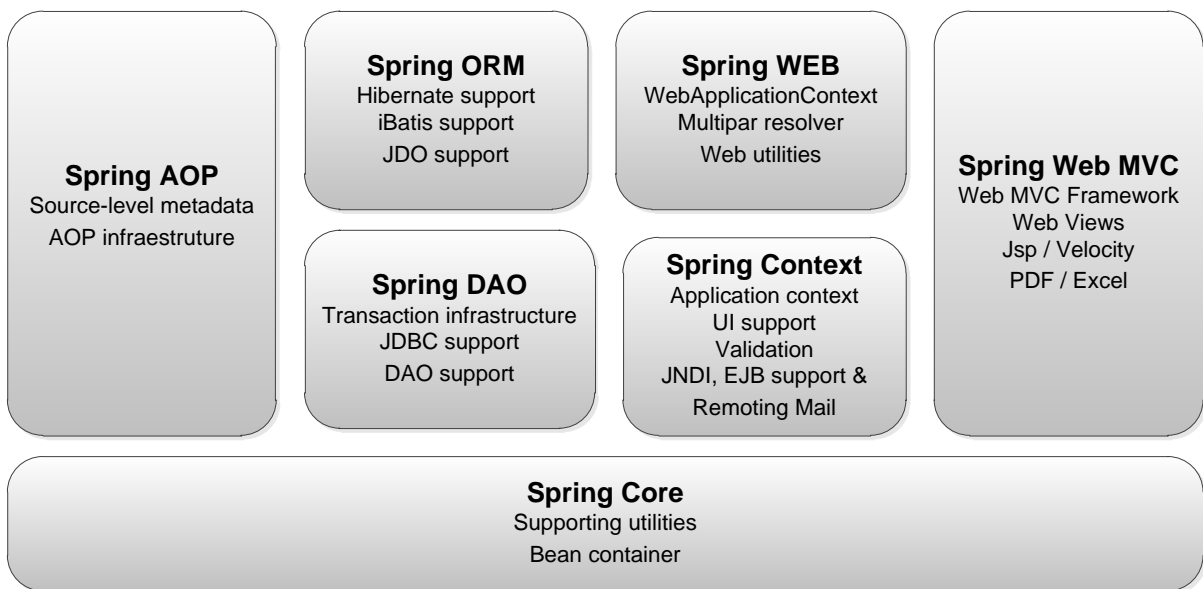 Spring AOP
Source-level metadata
AOP infraestruture
Spring ORM
Hibernate support
iBatis support
JDO support
Spring WEB
WebApplicationContext
Multipar resolver
Web utilities
Spring DAO
Transaction infrastructure
JDBC support
DAO support
Spring Context
Application context
UI support
Validation
JNDI, EJB support &
Remoting Mail
Spring Web MVC
Web MVC Framework
Web Views
Jsp / Velocity
PDF / Excel
Spring Core
Supporting utilities
Bean container